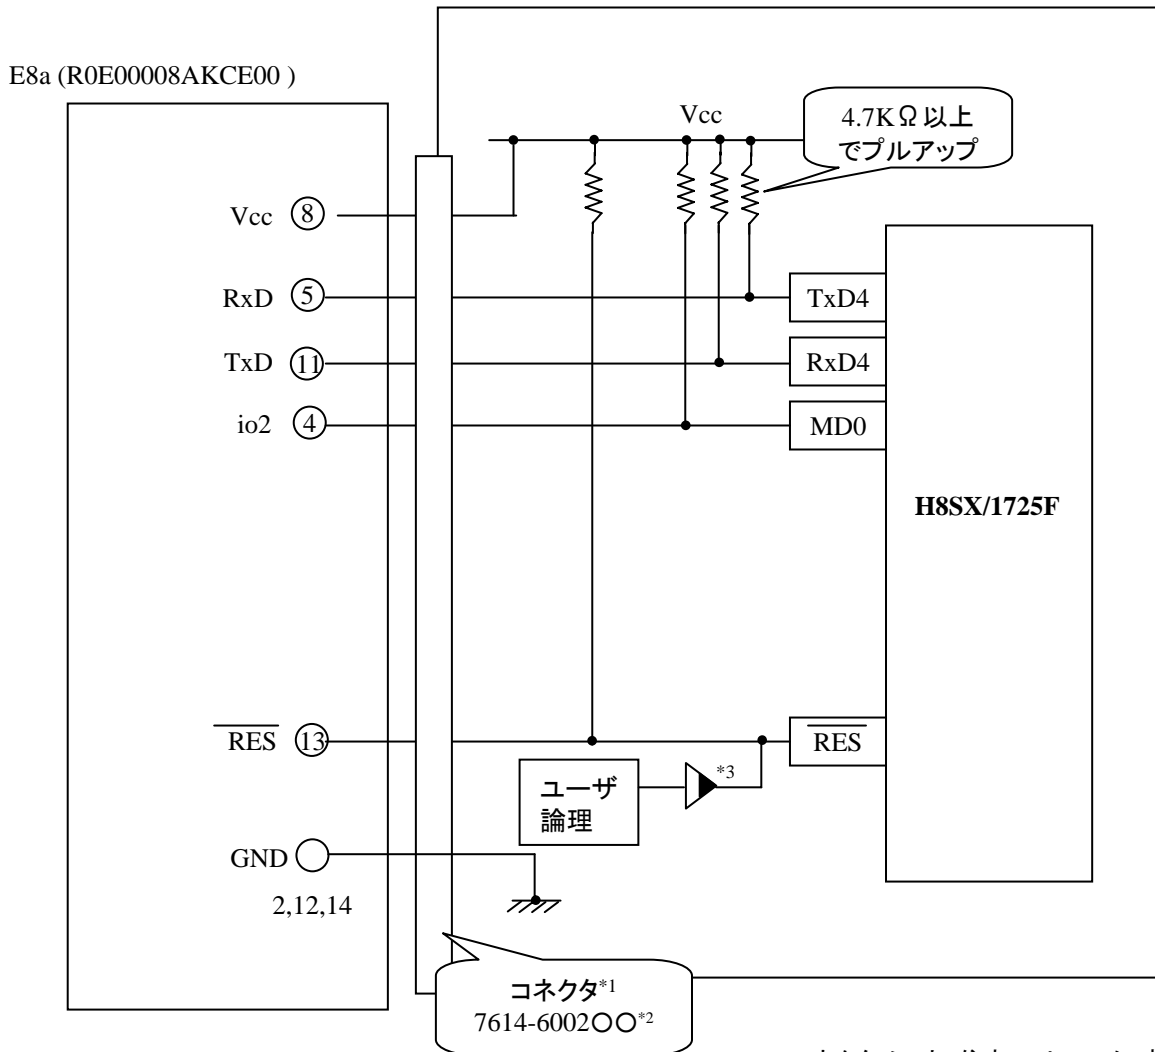 E8a (R0E00008AKCE00 )
Vcc
4.7KΩ以上
でプルアップ
Vcc 8
RxD 5
TxD4
TxD 11
RxD4
io2 4
MD0
H8SX/1725F
RES 13
RES
ユーザ
論理
*3
GND
2,12,14
コネクタ*1
7614-6002○○*2